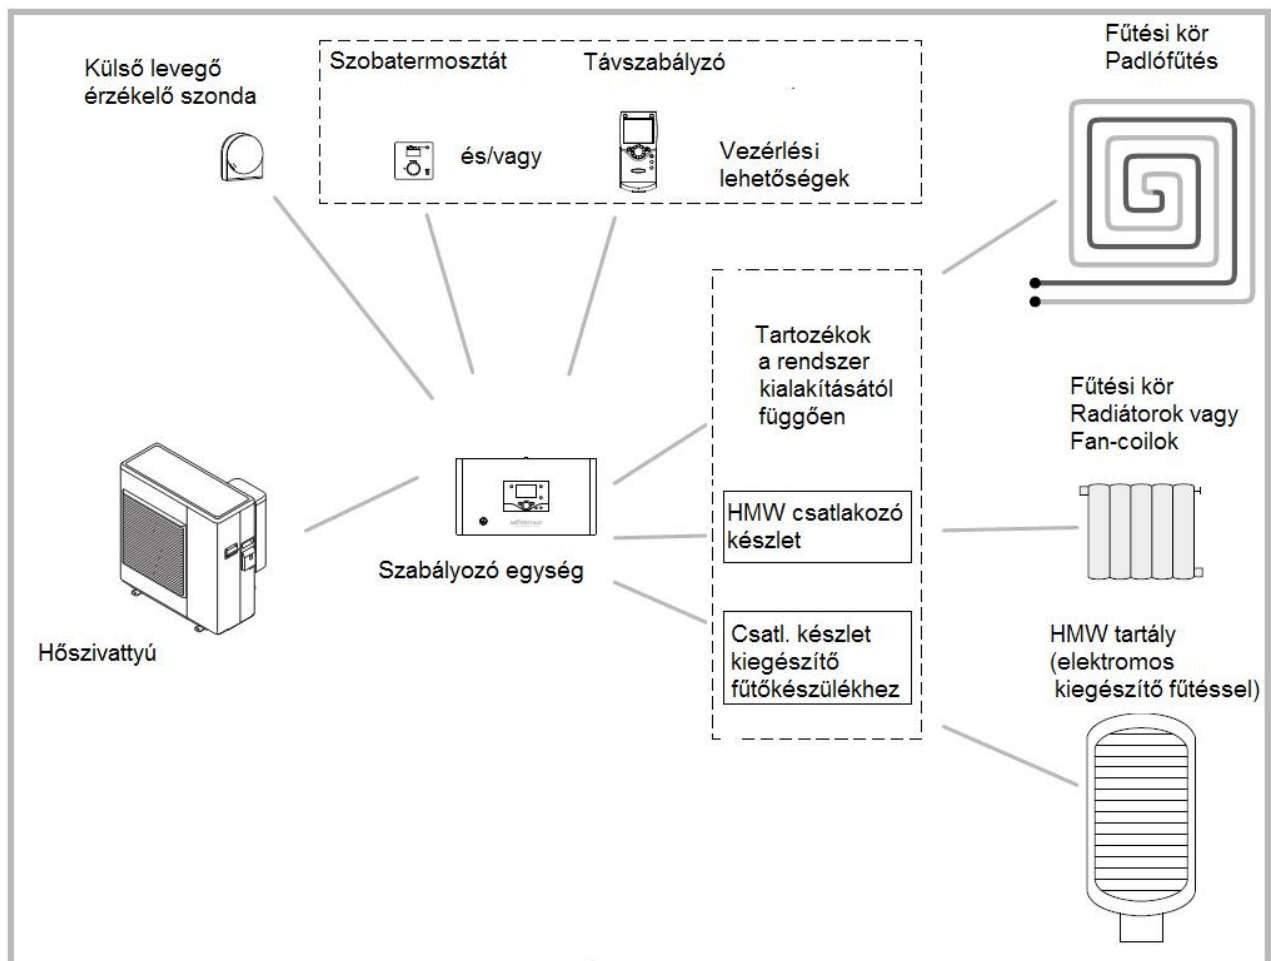 Külső levegő
érzékelő szonda
Szobatermosztát
Távszabályzó
és/vagy
Vezérlési
lehetőségek
Fűtési kör
Padlófűtés
Tartozékok
a rendszer
kialakításától
függően
Fűtési kör
Radiátorok vagy
Fan-coilok
HMW csatlakozó
készlet
Szabályozó egység
Hőszivattyú
Csatl. készlet
kiegészítő
fűtőkészülékhez
HMW tartály
(elektromos
kiegészítő fűtéssel)